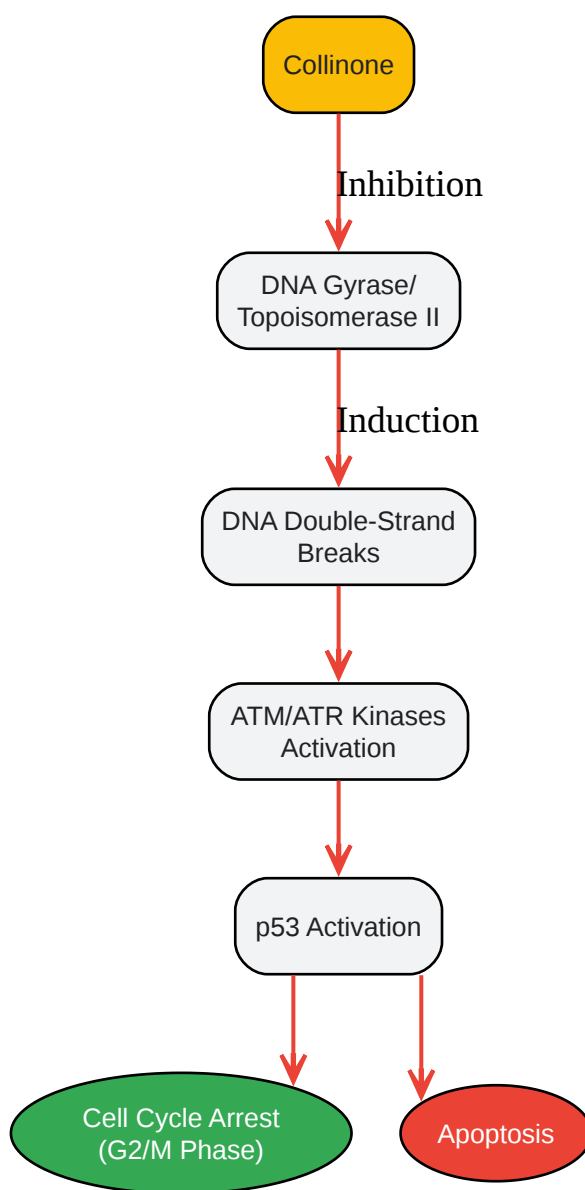 Collinone
Inhibition
DNA Gyrase/
Topoisomerase II
Induction
DNA Double-Strand
Breaks
ATM/ATR Kinases
Activation
p53 Activation
Cell Cycle Arrest
(G2/M Phase)
Apoptosis